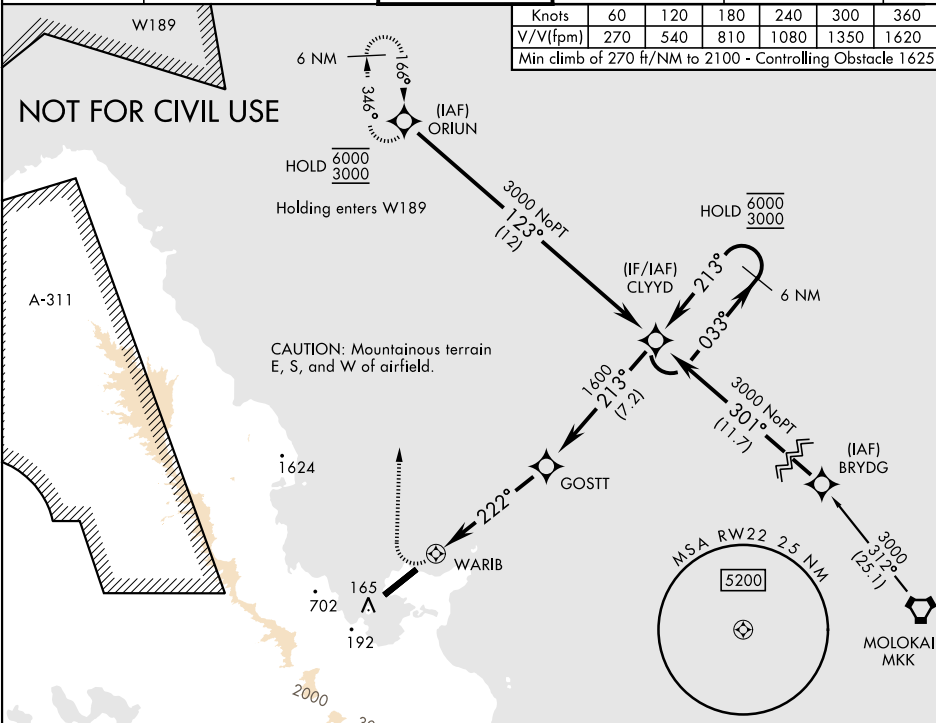 W189
Knots 60 120 180 240 300 360
V/V(fpm) 270 540 810 1080 1350 1620
Min climb of 270 ft/NM to 2100 - Controlling Obstacle 1625
NOT FOR CIVIL USE
6 NM
166°
346°
(IAF)
ORIUN
HOLD 6000
3000
Holding enters W189
3000 NoPT
123°
(12)
HOLD 6000
3000
(IF/IAF)
CLYYD
213°
033°
6 NM
A-311
CAUTION: Mountainous terrain
E, S, and W of airfield.
1600
213°
(7.2)
3000 NoPT
301°
(11.7)
(IAF)
BRYDG
1624
GOSTT
222°
WARIB
3000
312°
(25.1)
MSA RW22 25 NM
5200
702
165
192
MOLOKAI
MKK
2000